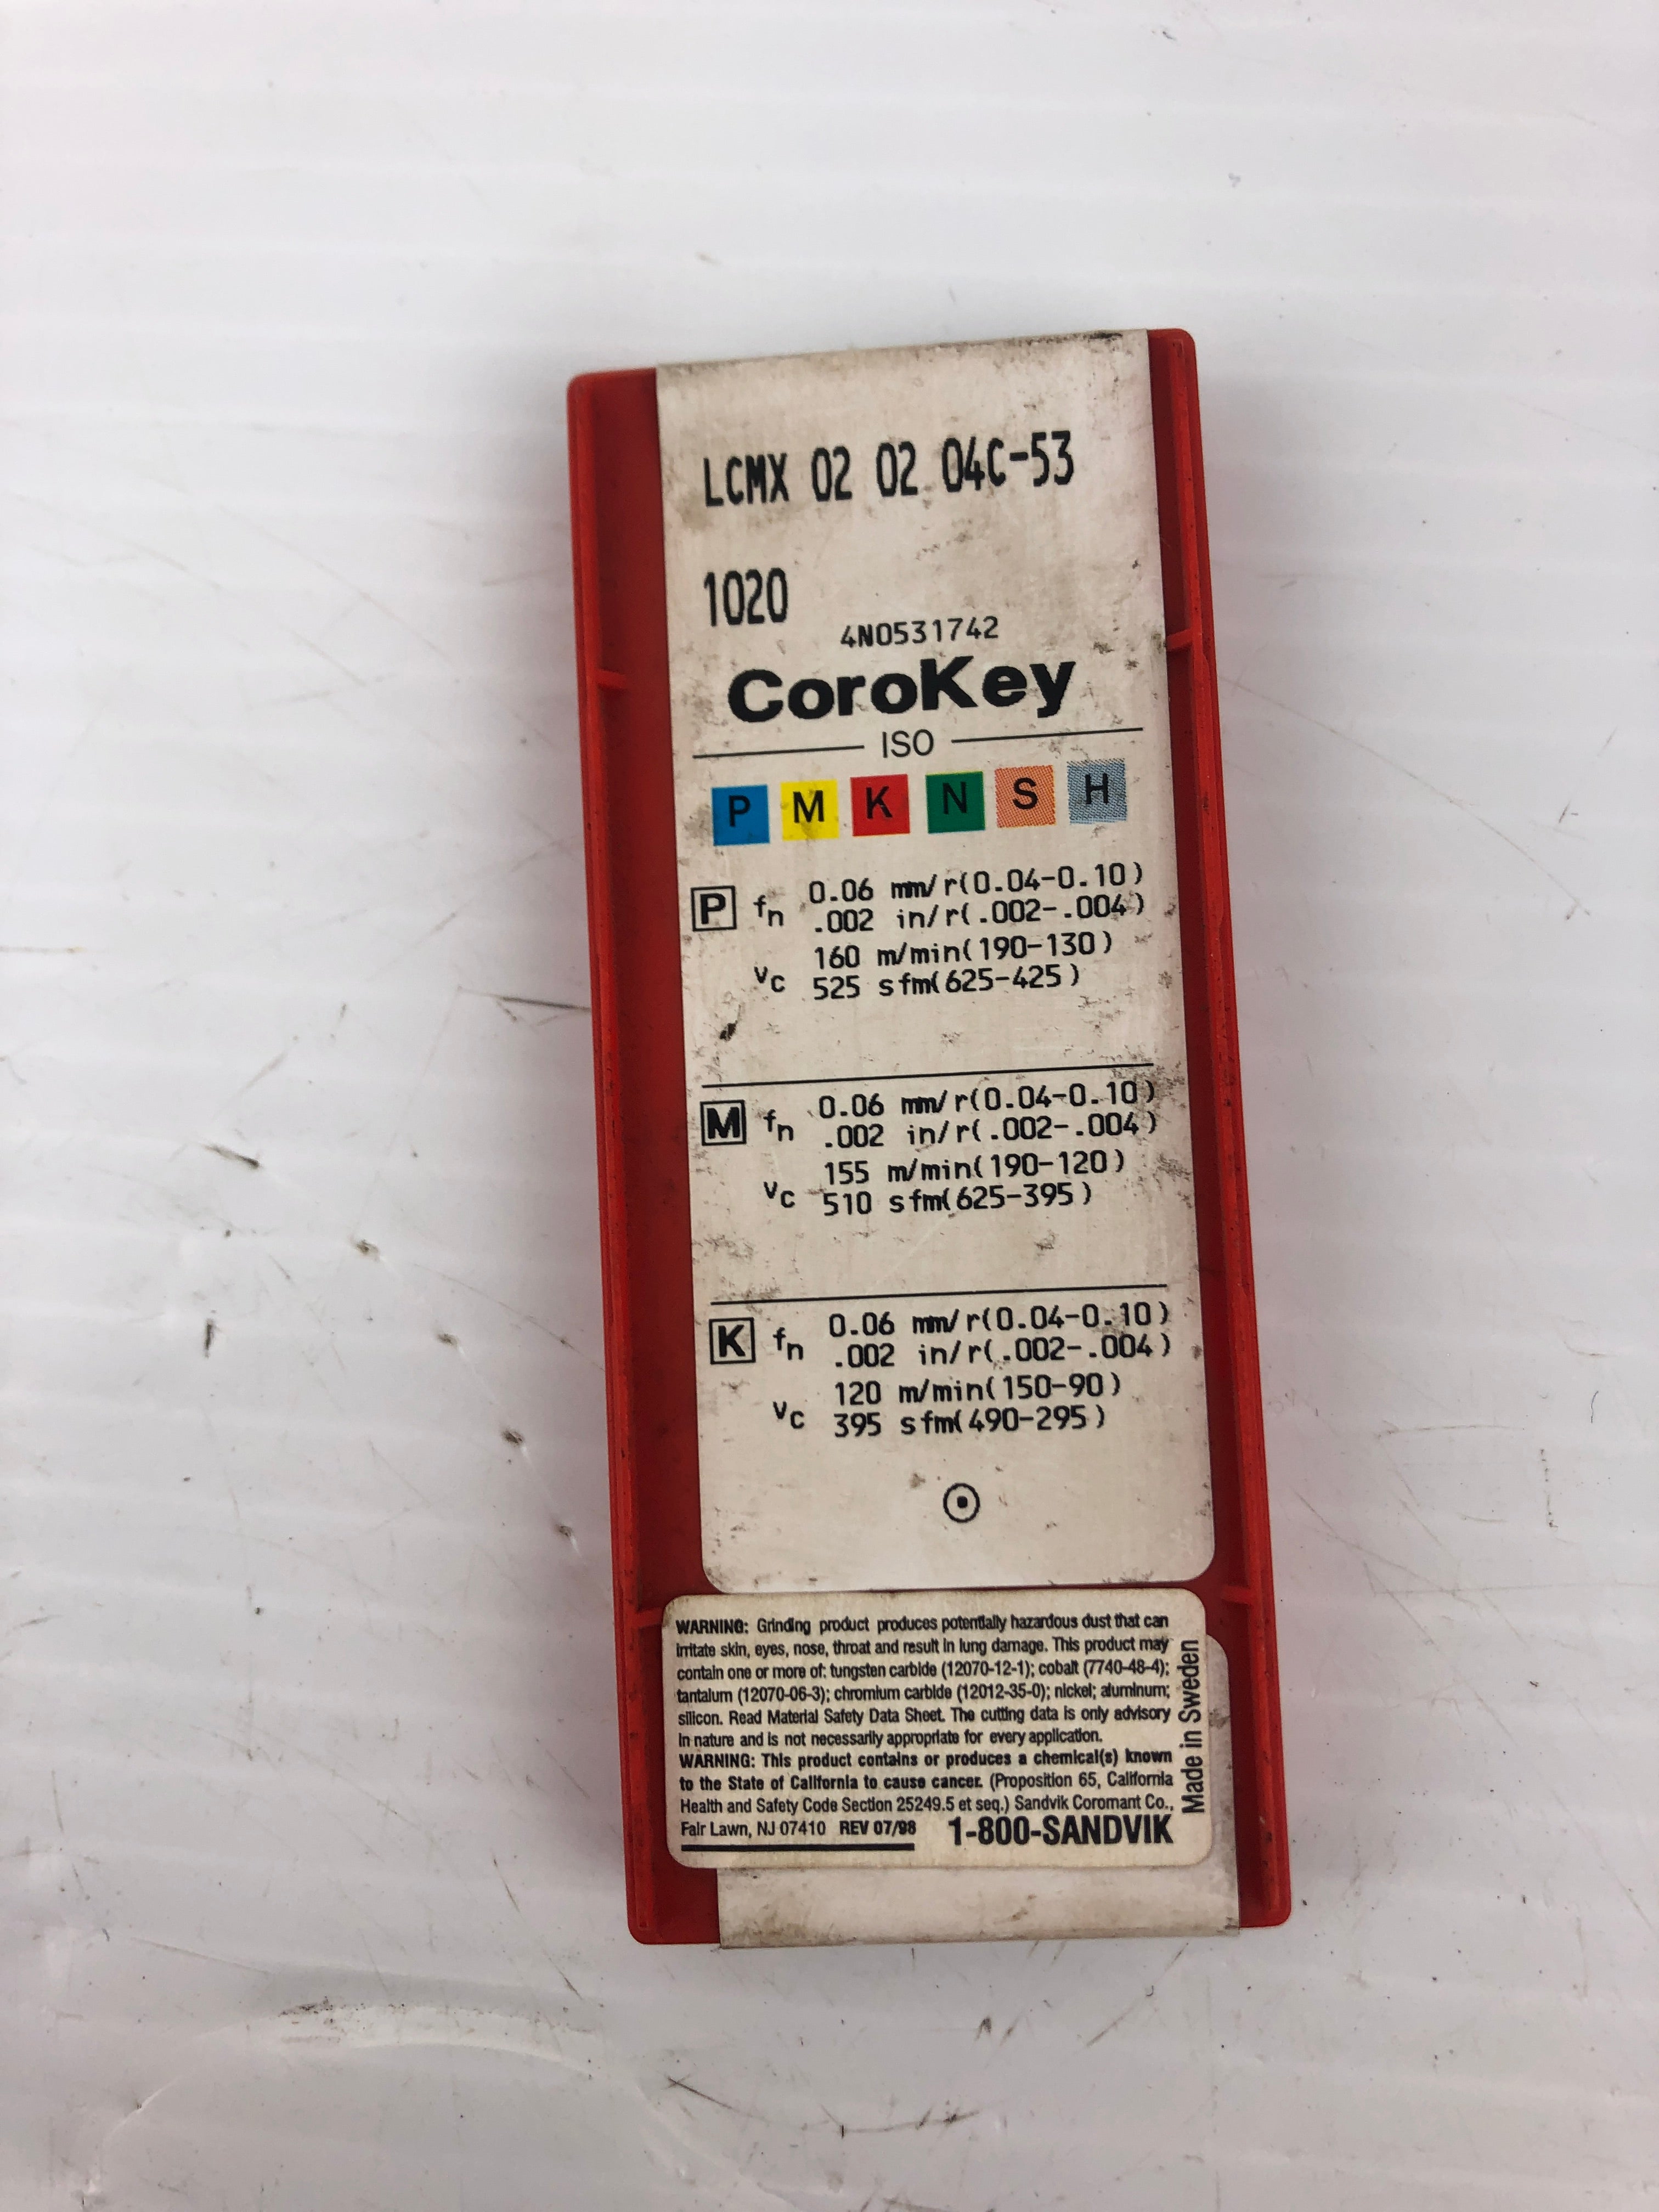 LCMX 02 02 04C-53
1020
4N0531742
CoroKey
ISO
P M K N S H
P fn 0.06 mm/r(0.04-0.10)
.002 in/r(.002-.004)
vc 160 m/min(190-130)
525 sfm(625-425)
M fn 0.06 mm/r(0.04-0.10)
.002 in/r(.002-.004)
vc 155 m/min(190-120)
510 sfm(625-395)
K fn 0.06 mm/r(0.04-0.10)
.002 in/r(.002-.004)
vc 120 m/min(150-90)
395 sfm(490-295)
WARNING: Grinding product produces potentially hazardous dust that can
irritate skin, eyes, nose, throat and result in lung damage. This product may
contain one or more of: tungsten carbide (12070-12-1); cobalt (7740-48-4);
tantalum (12070-06-3); chromium carbide (12012-35-0); nickel; aluminum;
silicon. Read Material Safety Data Sheet. The cutting data is only advisory
in nature and is not necessarily appropriate for every application.
WARNING: This product contains or produces a chemical(s) known
to the State of California to cause cancer. (Proposition 65, California
Health and Safety Code Section 25249.5 et seq.) Sandvik Coromant Co.,
Fair Lawn, NJ 07410 REV 07/98 1-800-SANDVIK
Made in Sweden